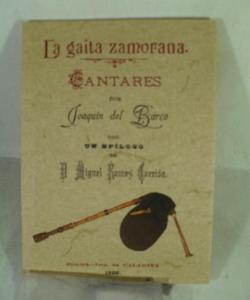 La gaita zamorana.
CANTARES
POR
Joaquín del Barco
CON
UN EPÍLOGO
DE
D. Miguel Ramos Carrión.